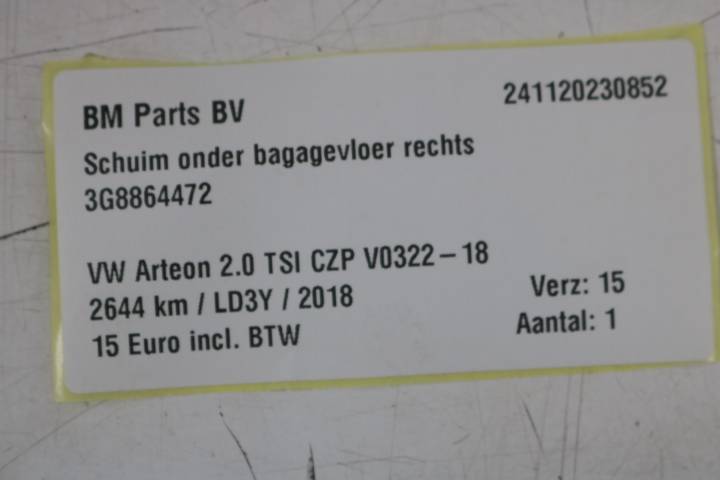 BM Parts BV 241120230852
Schuim onder bagagevloer rechts
3G8864472
VW Arteon 2.0 TSI CZP V0322-18
2644 km / LD3Y / 2018 Verz: 15
15 Euro incl. BTW Aantal: 1